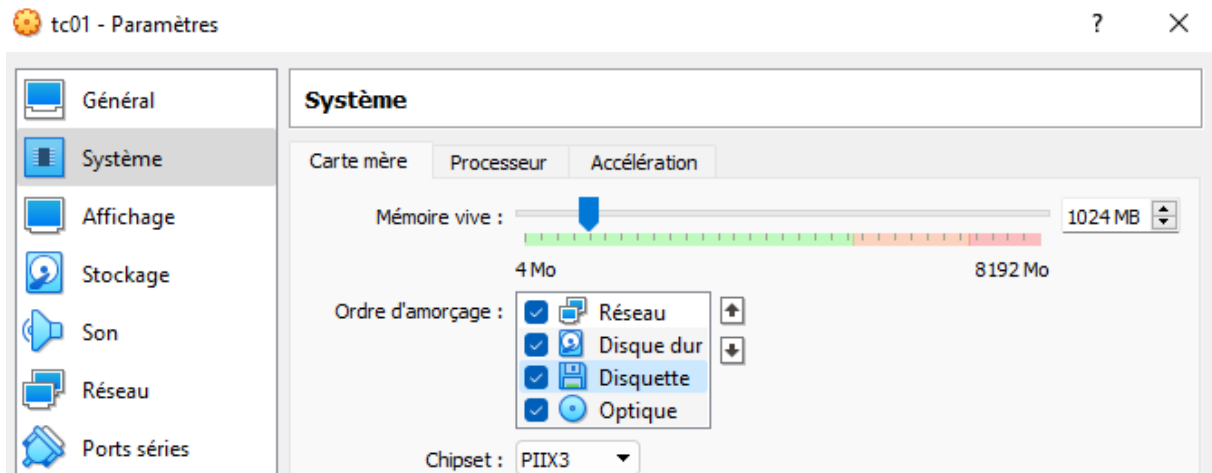 tc01 - Paramètres
?
Général
Système
Affichage
Stockage
Son
Réseau
Ports séries
Système
Carte mère Processeur Accélération
Mémoire vive : 1024 MB
4 Mo 8192 Mo
Ordre d'amorçage : Réseau
Disque dur
Disquette
Optique
Chipset : PIIX3